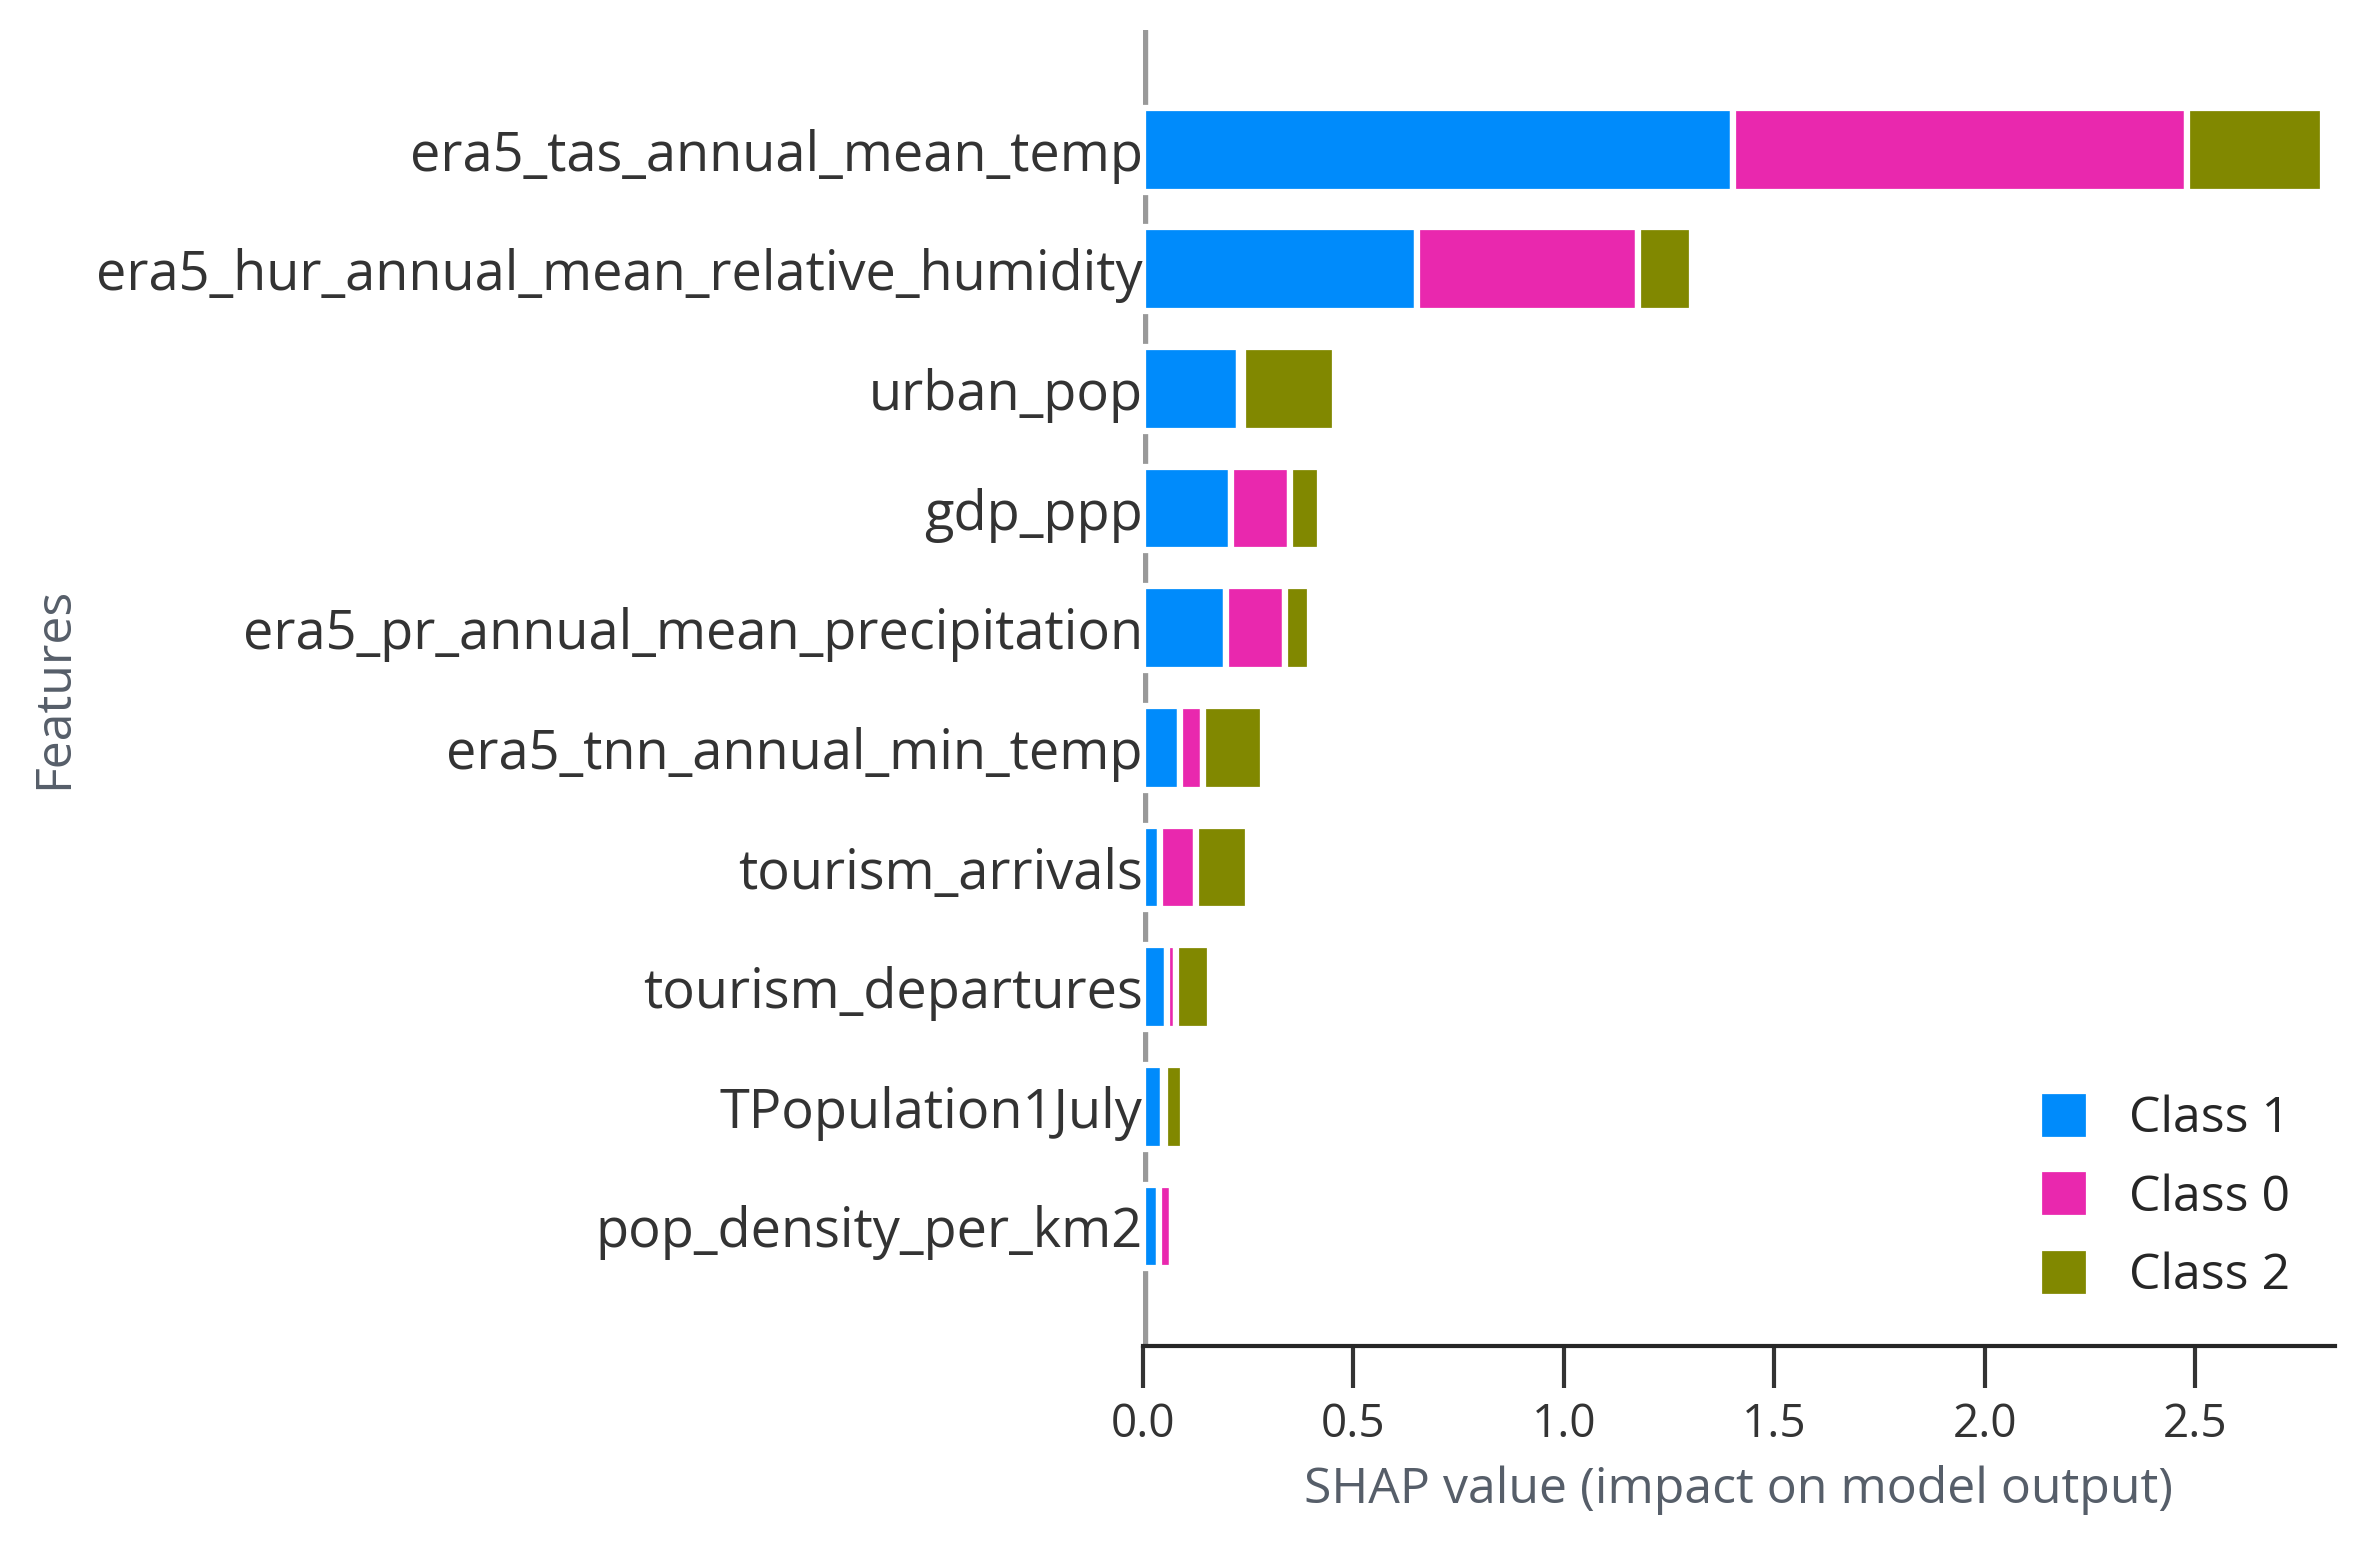 era5_tas_annual_mean_temp
era5_hur_annual_mean_relative_humidity
urban_pop
gdp_ppp
era5_pr_annual_mean_precipitation
era5_tnn_annual_min_temp
tourism_arrivals
tourism_departures
TPopulation1July
pop_density_per_km2
Features
Class 1
Class 0
Class 2
0.0 0.5 1.0 1.5 2.0 2.5
SHAP value (impact on model output)